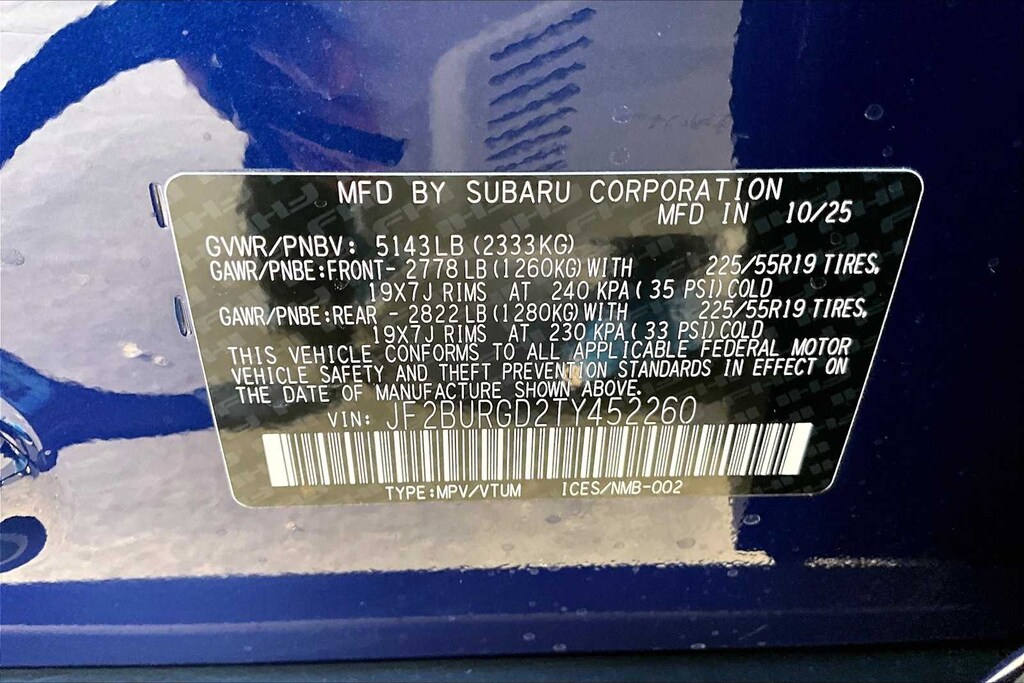 MFD BY SUBARU CORPORATION
MFD IN 10/25
GVWR/PNBV: 5143LB (2333KG)
GAWR/PNBE:FRONT- 2778 LB (1260KG) WITH 225/55R19 TIRES,
19X7J RIMS AT 240 KPA ( 35 PSI) COLD
GAWR/PNBE:REAR - 2822 LB (1280KG) WITH 225/55R19 TIRES,
19X7J RIMS AT 230 KPA ( 33 PSI) COLD
THIS VEHICLE CONFORMS TO ALL APPLICABLE FEDERAL MOTOR
VEHICLE SAFETY AND THEFT PREVENTION STANDARDS IN EFFECT ON
THE DATE OF MANUFACTURE SHOWN ABOVE.
VIN: JF2BURGD2TY452260
TYPE:MPV/VTUM ICES/NMB-002